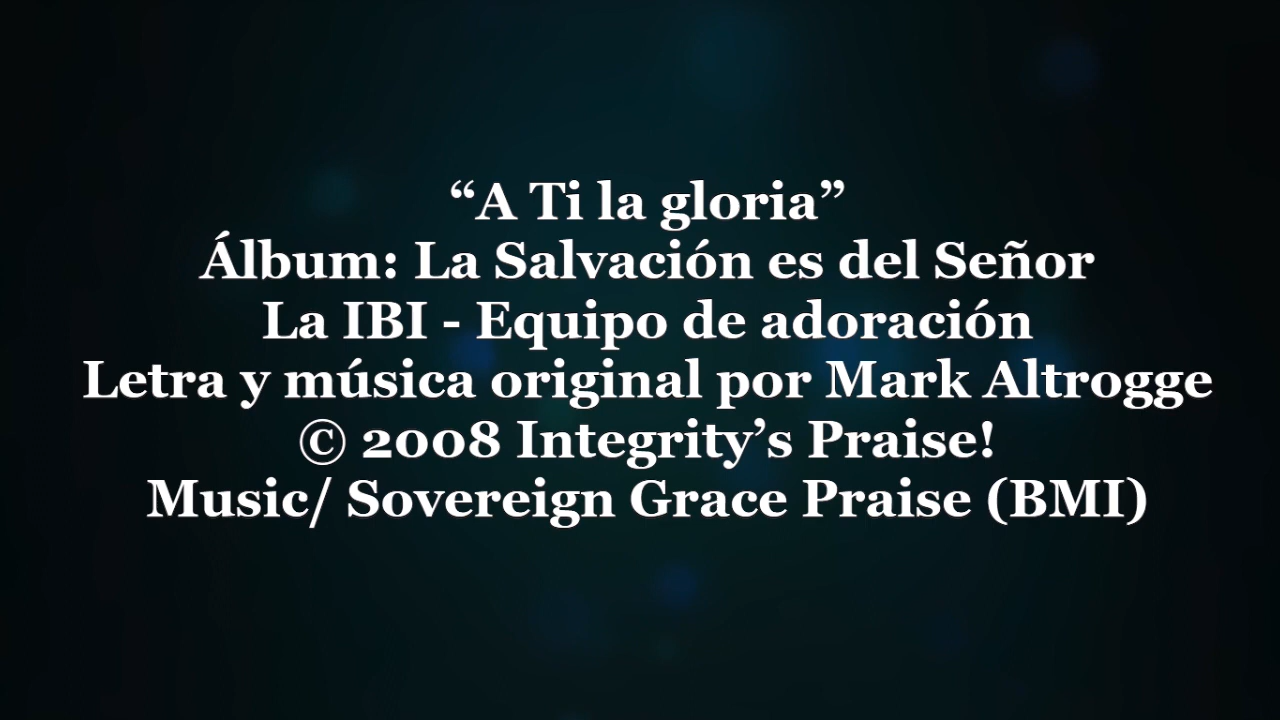 “A Ti la gloria”
Álbum: La Salvación es del Señor
La IBI - Equipo de adoración
Letra y música original por Mark Altrogge
© 2008 Integrity’s Praise!
Music/ Sovereign Grace Praise (BMI)